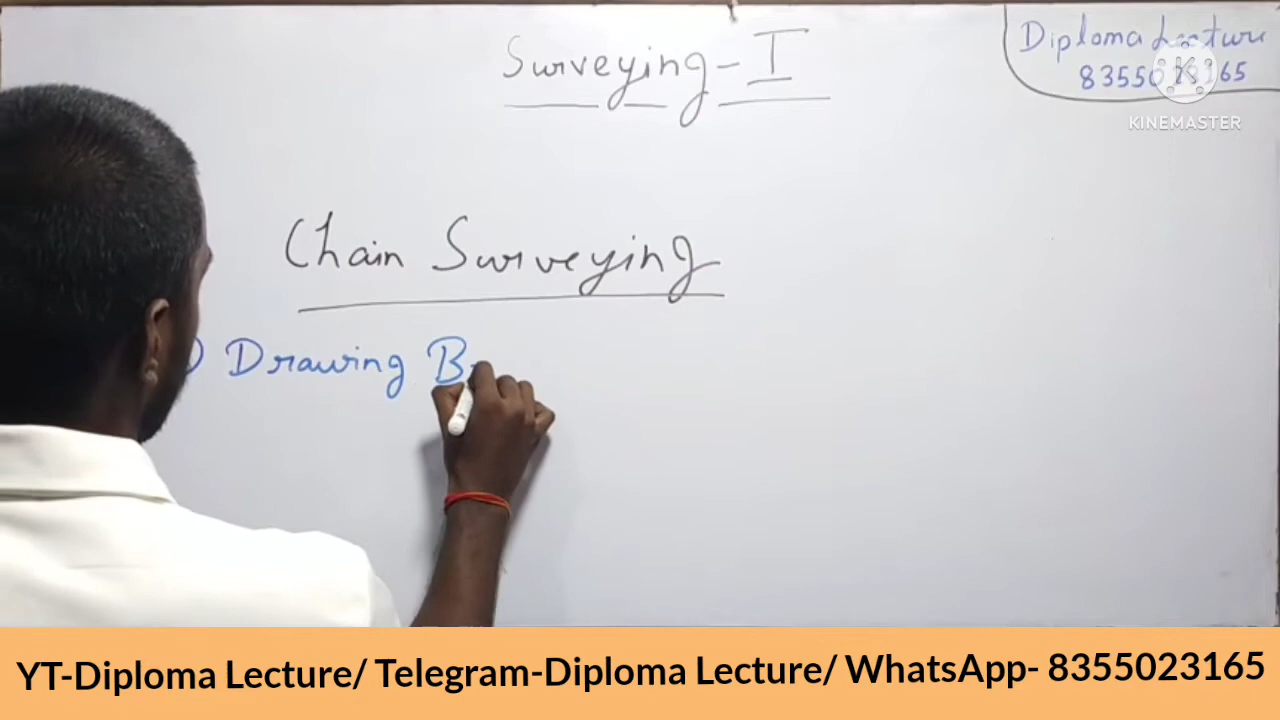 Surveying-I
Diploma Lecture
8355023165
KINEMASTER
Chain Surveying
Drawing B
YT-Diploma Lecture/ Telegram-Diploma Lecture/ WhatsApp- 8355023165